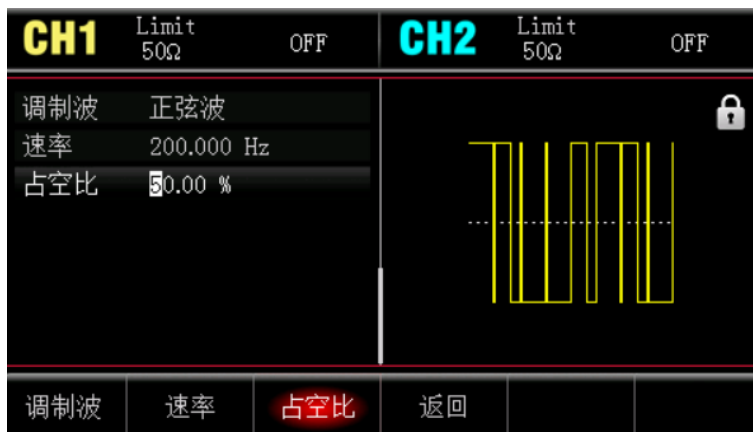 CH1 Limit 50Ω OFF CH2 Limit 50Ω OFF
调制波 正弦波
速率 200.000 Hz
占空比 50.00 %
调制波 速率 占空比 返回